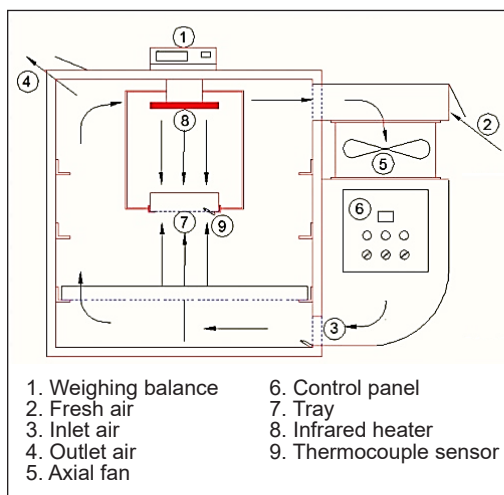 1
4
2
8
5
6
9
7
3
1. Weighing balance
2. Fresh air
3. Inlet air
4. Outlet air
5. Axial fan
6. Control panel
7. Tray
8. Infrared heater
9. Thermocouple sensor